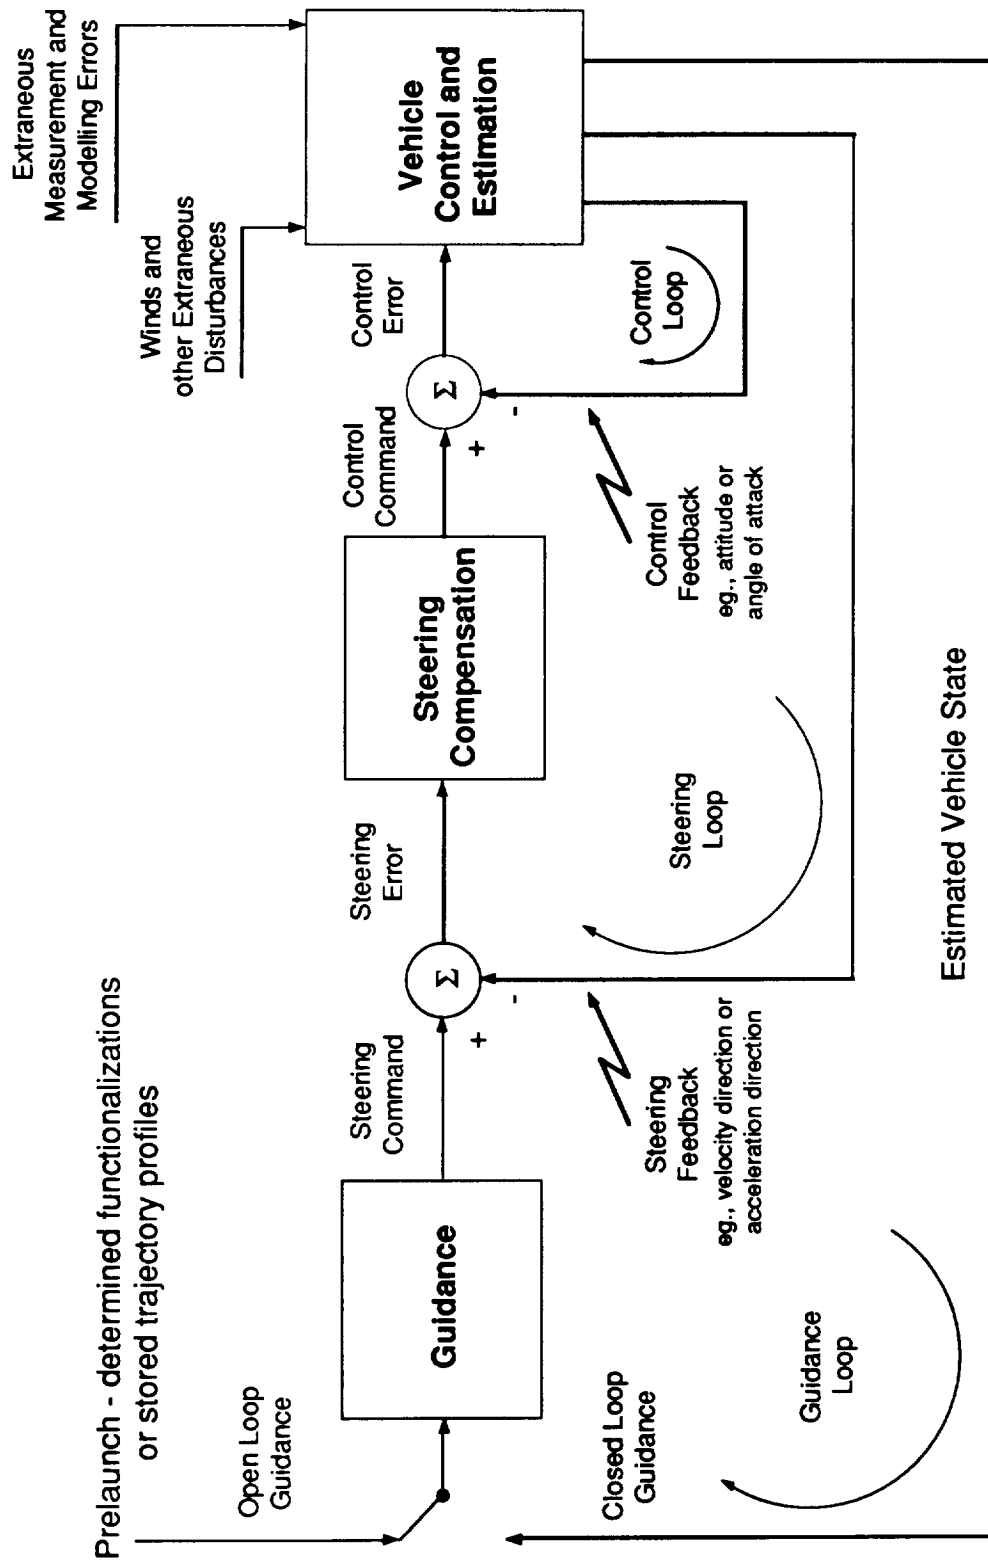 Prelaunch - determined functionalizations
or stored trajectory profiles
Open Loop
Guidance
Closed Loop
Guidance
Guidance
Guidance
Loop
Steering
Command
+
-
Σ
Steering
Feedback
eg., velocity direction or
acceleration direction
Steering
Error
Steering
Compensation
Steering
Loop
Control
Command
+
-
Σ
Control
Feedback
eg., attitude or
angle of attack
Control
Error
Control
Loop
Winds and
other Extraneous
Disturbances
Extraneous
Measurement and
Modelling Errors
Vehicle
Control and
Estimation
Estimated Vehicle State